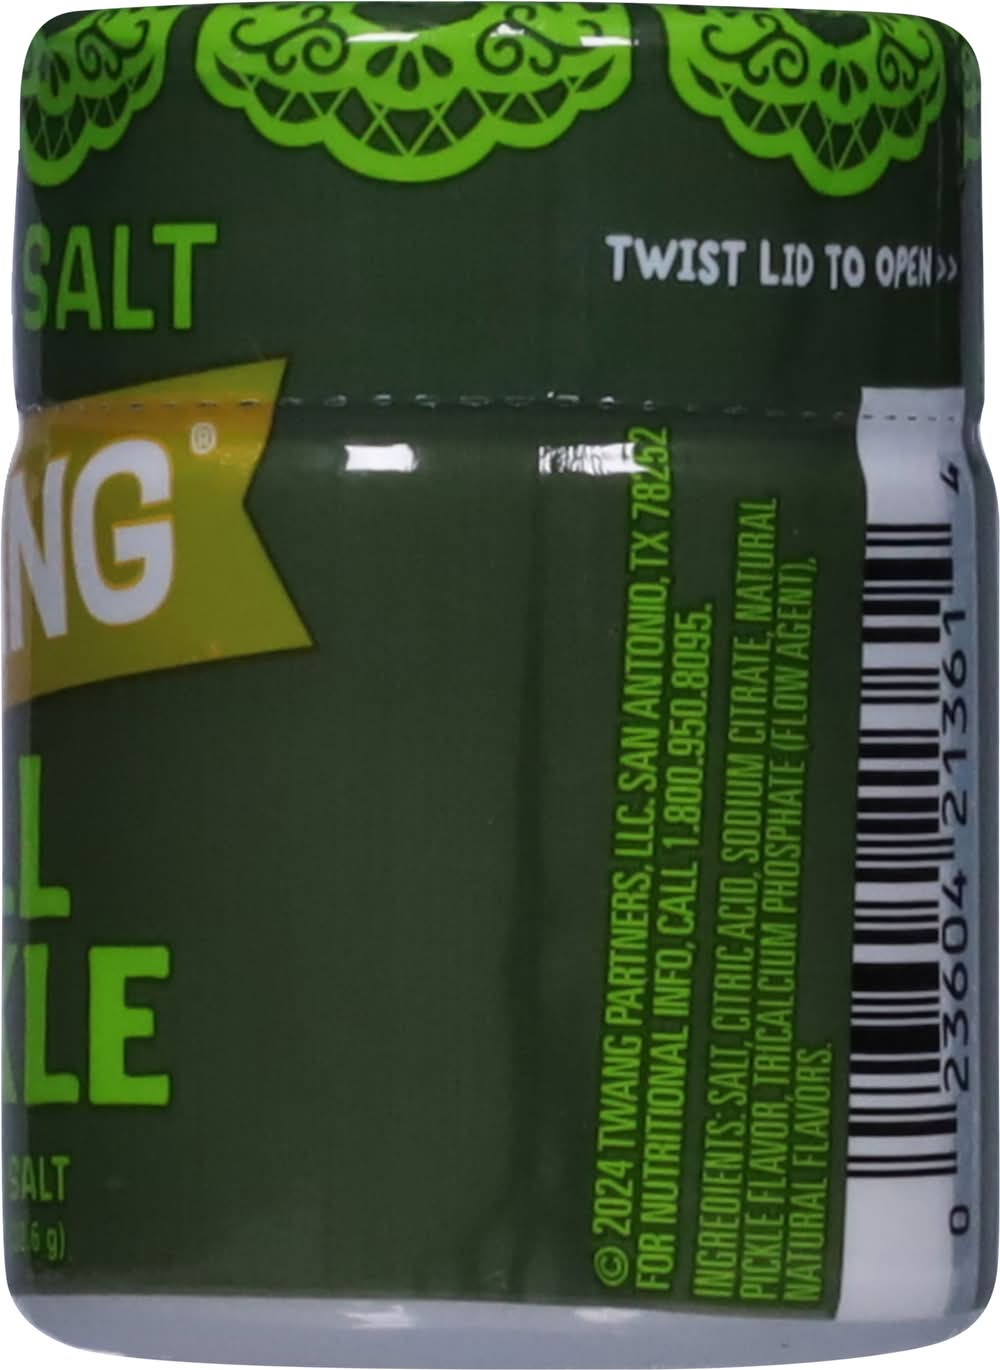 SALT
TWIST LID TO OPEN >>
NG®
LL
KLE
SALT
.6 g)
© 2024 TWANG PARTNERS, LLC. SAN ANTONIO, TX 78252
FOR NUTRITIONAL INFO, CALL 1.800.950.8095.
INGREDIENTS: SALT, CITRIC ACID, SODIUM CITRATE, NATURAL
PICKLE FLAVOR, TRICALCIUM PHOSPHATE (FLOW AGENT),
NATURAL FLAVORS.
0 23604 21361 4